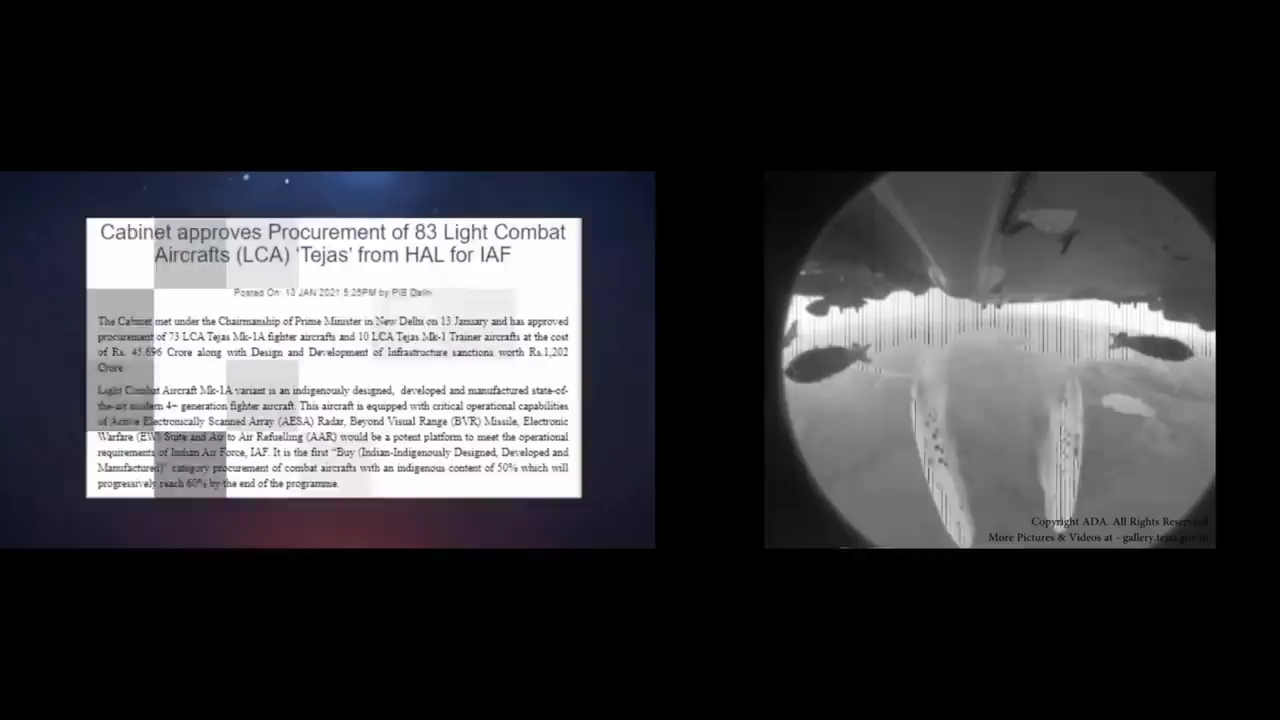 Cabinet approves Procurement of 83 Light Combat
Aircrafts (LCA) ‘Tejas’ from HAL for IAF
Posted On: 13 JAN 2021 5:25PM by PIB Delhi
The Cabinet met under the Chairmanship of Prime Minister in New Delhi on 13 January and has approved
procurement of 73 LCA Tejas Mk-1A fighter aircrafts and 10 LCA Tejas Mk-1 Trainer aircrafts at the cost
of Rs. 45,696 Crore along with Design and Development of Infrastructure sanctions worth Rs.1,202
Crore
Light Combat Aircraft Mk-1A variant is an indigenously designed, developed and manufactured state-of-
the-art modern 4+ generation fighter aircraft. This aircraft is equipped with critical operational capabilities
of Active Electronically Scanned Array (AESA) Radar, Beyond Visual Range (BVR) Missile, Electronic
Warfare (EW) Suite and Air to Air Refuelling (AAR) would be a potent platform to meet the operational
requirements of Indian Air Force, IAF. It is the first “Buy (Indian-Indigenously Designed, Developed and
Manufactured)” category procurement of combat aircrafts with an indigenous content of 50% which will
progressively reach 60% by the end of the programme.
Copyright ADA. All Rights Reserved
More Pictures & Videos at - gallery.tejas.gov.in